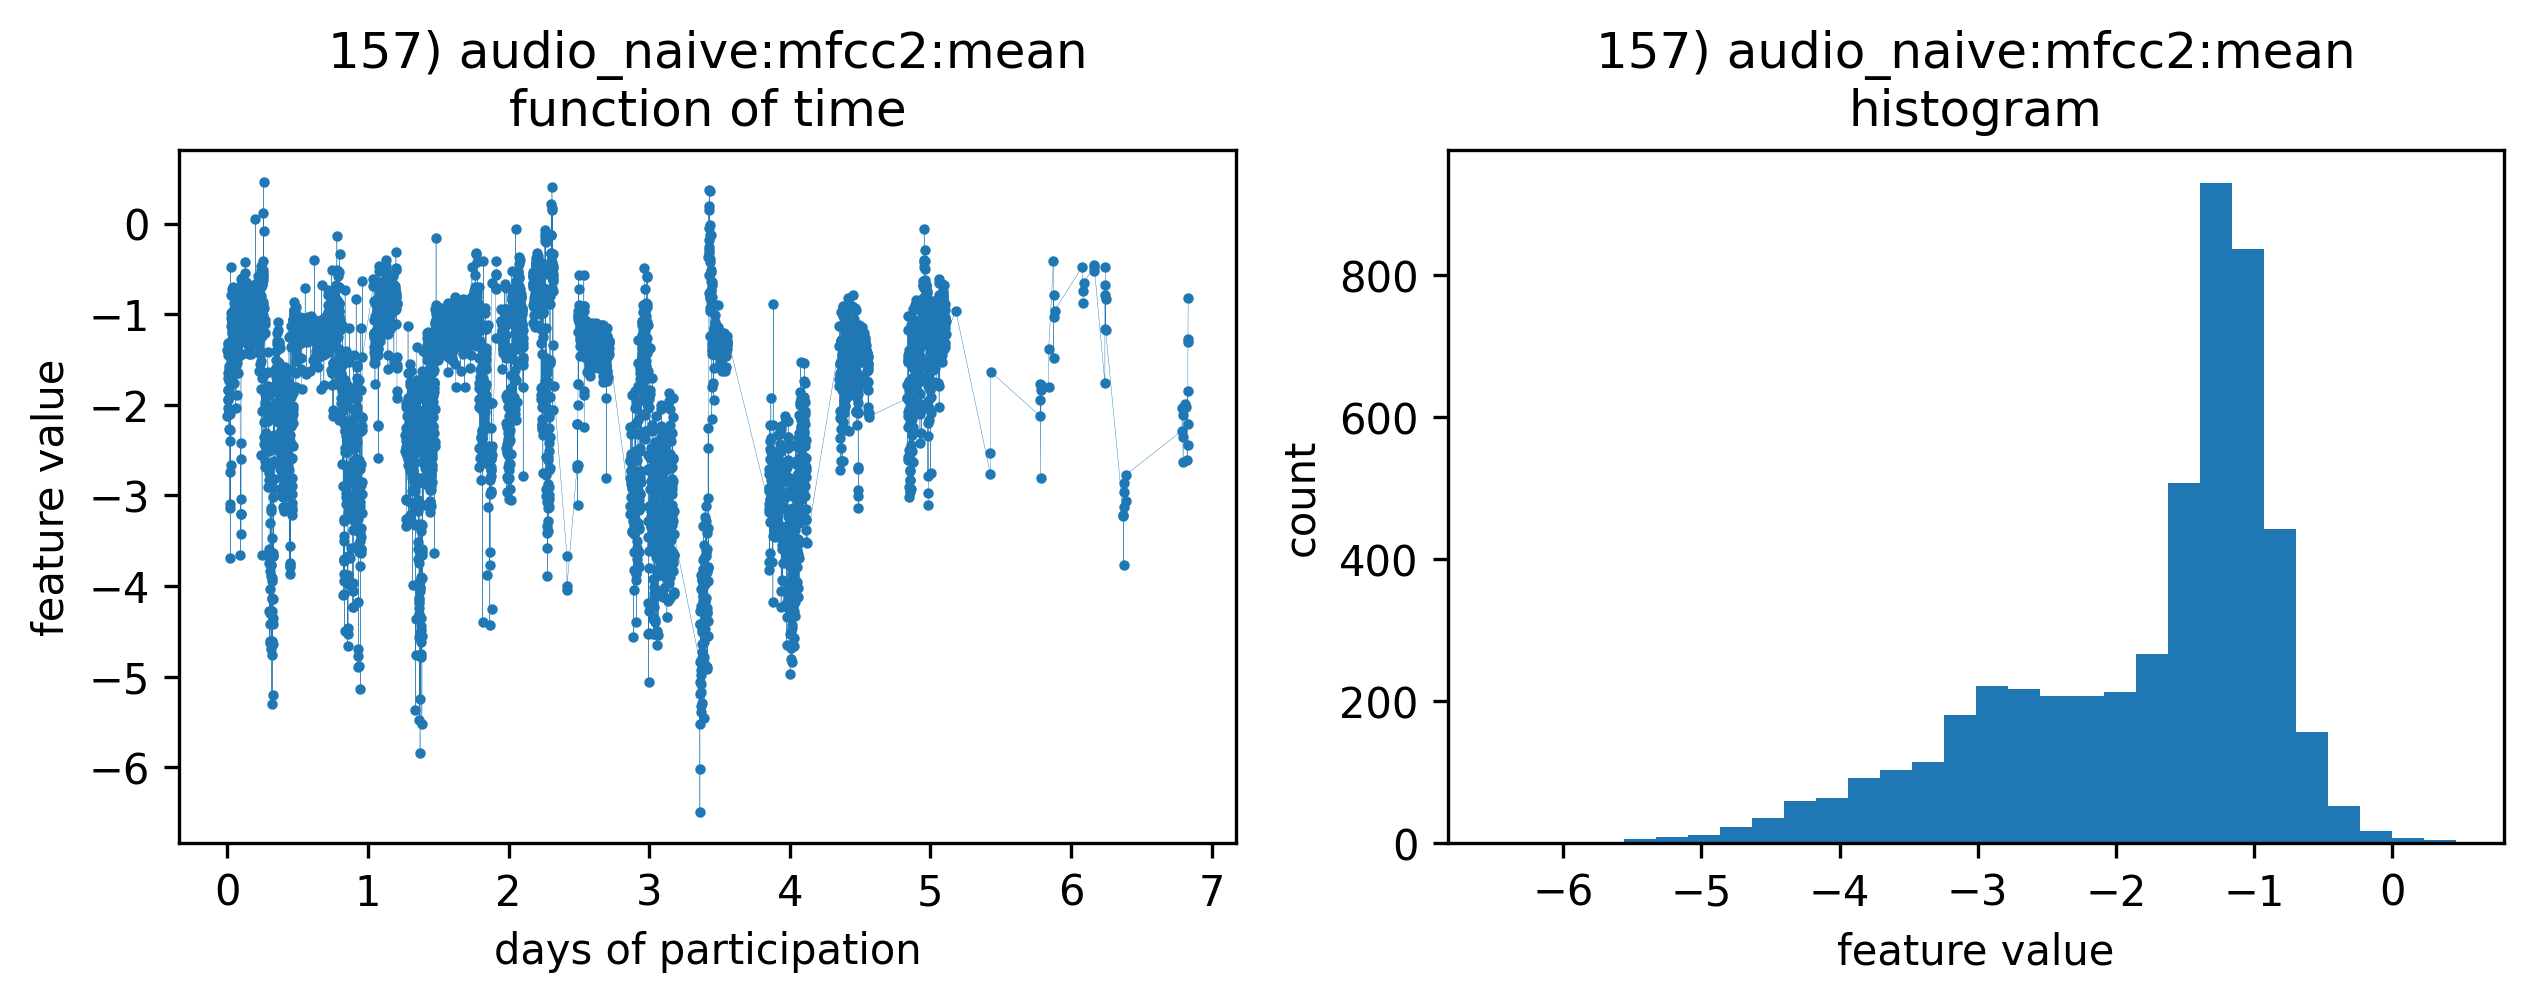 157) audio_naive:mfcc2:mean
function of time
feature value
0
−1
−2
−3
−4
−5
−6
0 1 2 3 4 5 6 7
days of participation
157) audio_naive:mfcc2:mean
histogram
count
800
600
400
200
0
−6 −5 −4 −3 −2 −1 0
feature value